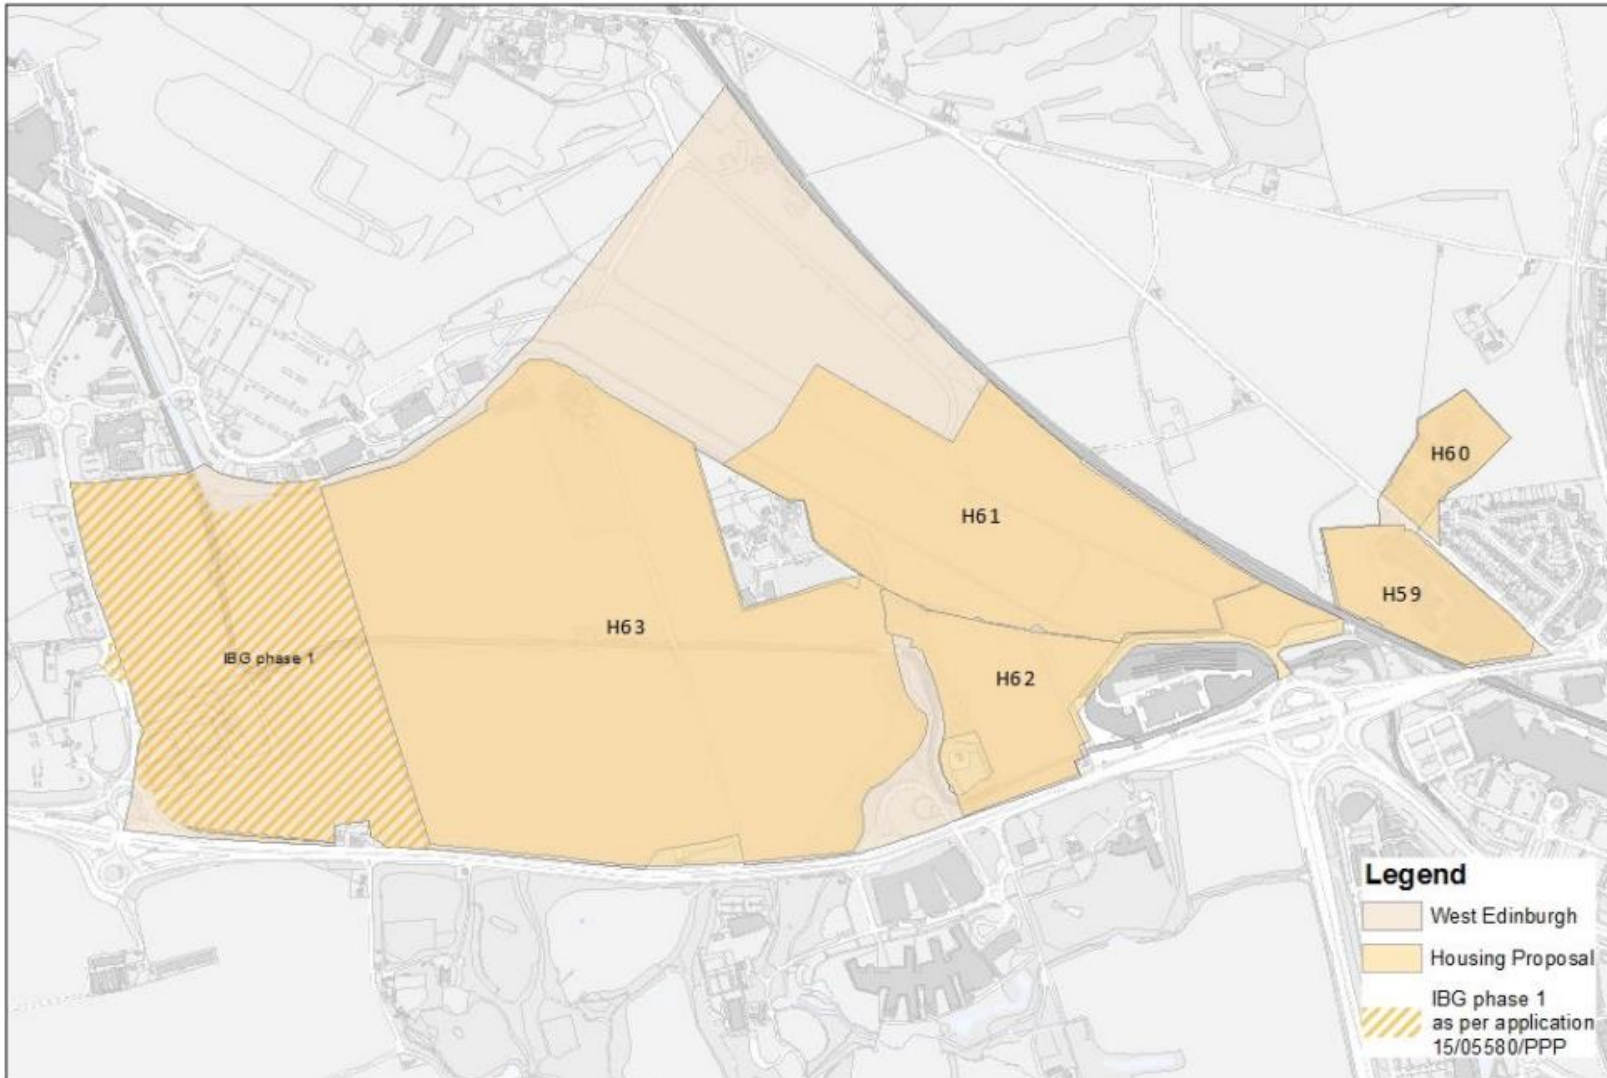 H60
H61
H59
H63
IBG phase 1
H62
Legend
West Edinburgh
Housing Proposal
IBG phase 1
as per application
15/05580/PPP